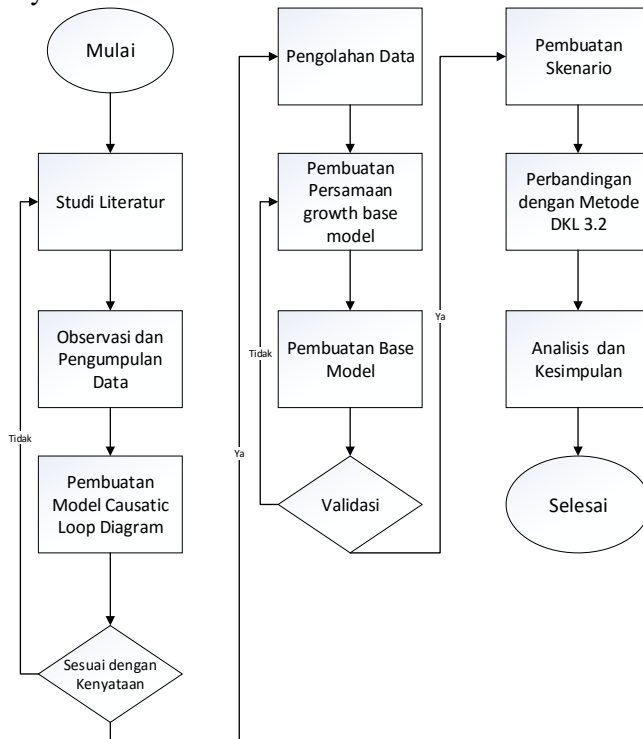 y
Mulai
Studi Literatur
Observasi dan
Pengumpulan
Data
Tidak
Pembuatan
Model Causatic
Loop Diagram
Sesuai dengan
Kenyataan
Ya
Pengolahan Data
Pembuatan
Persamaan
growth base
model
Tidak
Pembuatan Base
Model
Validasi
Ya
Pembuatan
Skenario
Perbandingan
dengan Metode
DKL 3.2
Analisis dan
Kesimpulan
Selesai